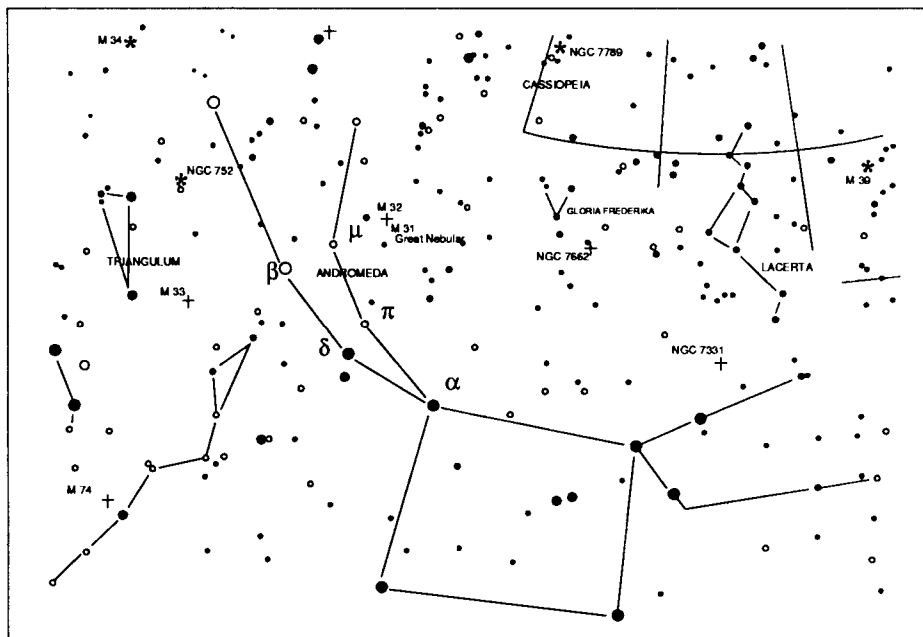 M 34
NGC 7789
CASSIOPEIA
NGC 752
M 39
M 32
M 31
GLORIA FREDERIKA
μ
Great Nebular
NGC 7662
TRIANGULUM
β
ANDROMEDA
LACERTA
M 33
π
δ
NGC 7331
α
M 74